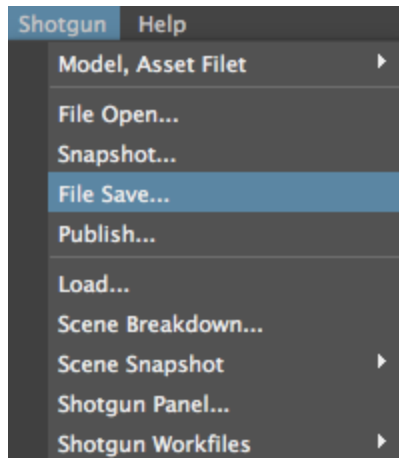 Shotgun Help
Model, Asset Filet
File Open...
Snapshot...
File Save...
Publish...
Load...
Scene Breakdown...
Scene Snapshot
Shotgun Panel...
Shotgun Workfiles